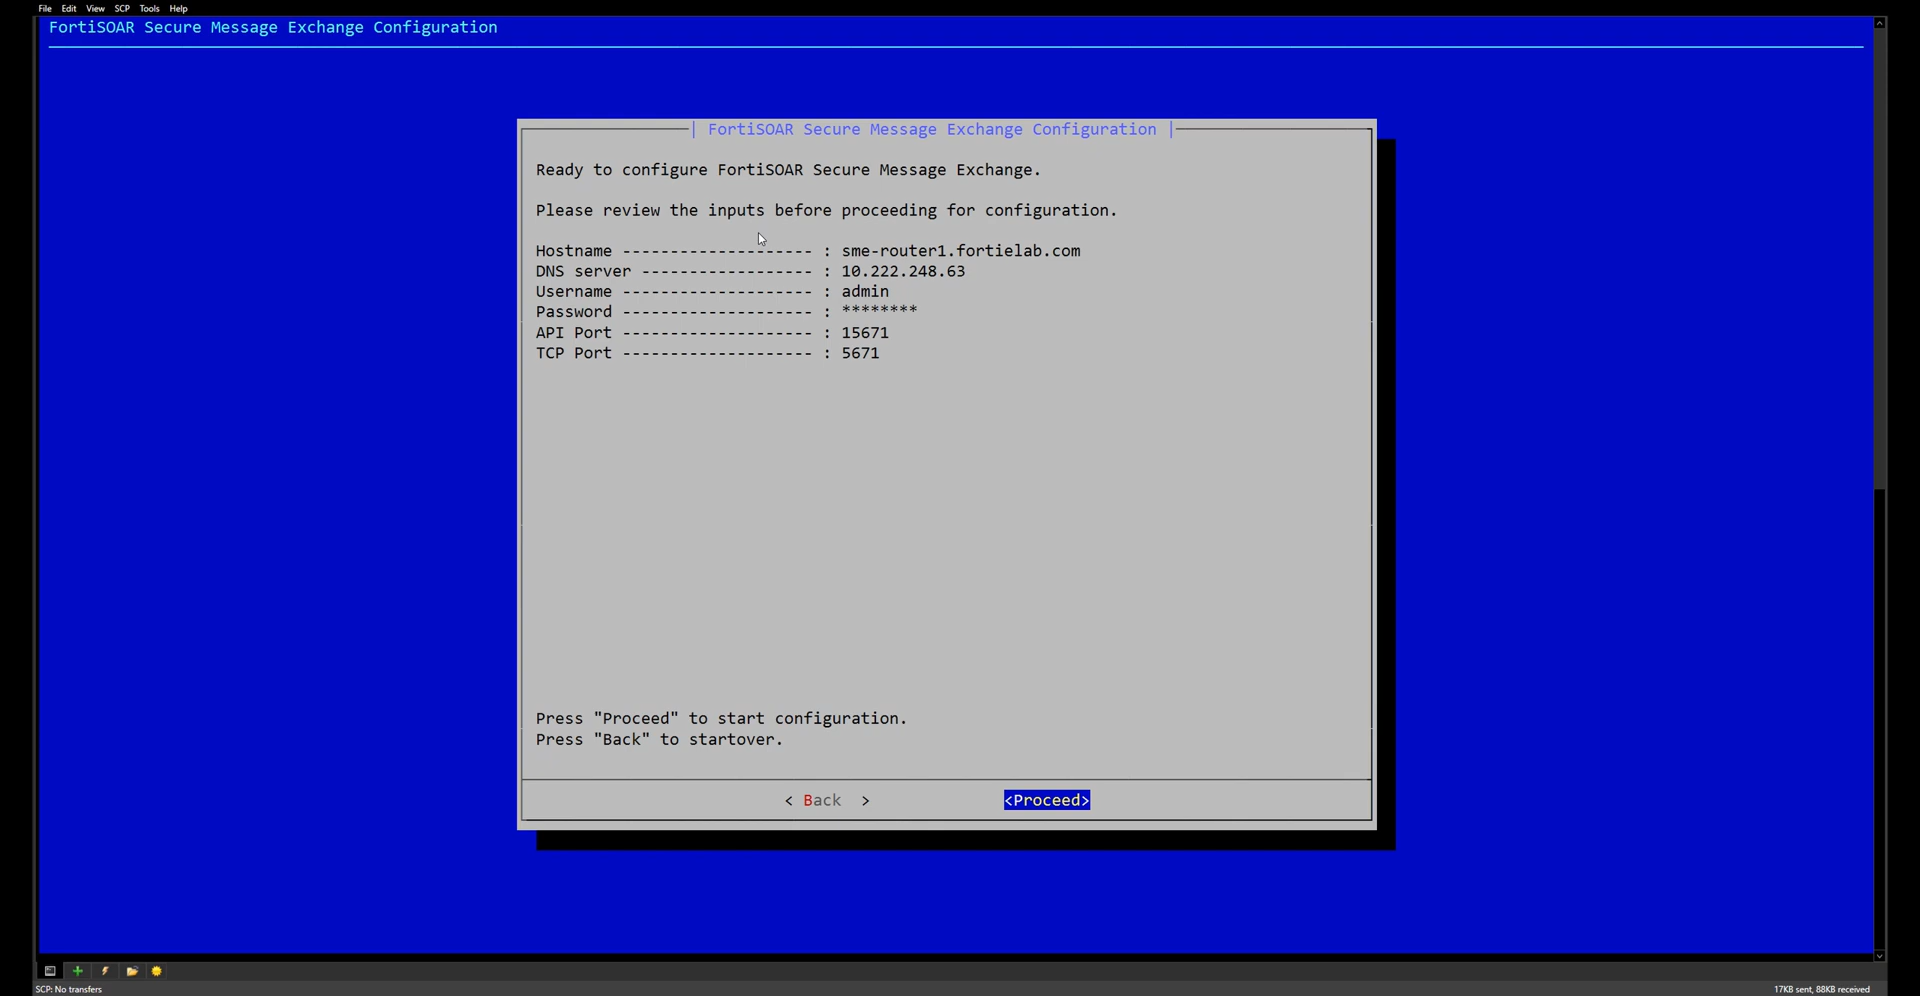 File Edit View SCP Tools Help
FortiSOAR Secure Message Exchange Configuration
| FortiSOAR Secure Message Exchange Configuration |
Ready to configure FortiSOAR Secure Message Exchange.
Please review the inputs before proceeding for configuration.
Hostname -------------------- : sme-router1.fortielab.com
DNS server ------------------ : 10.222.248.63
Username -------------------- : admin
Password -------------------- : ********
API Port -------------------- : 15671
TCP Port -------------------- : 5671
Press "Proceed" to start configuration.
Press "Back" to startover.
< Back > <Proceed>
SCP: No transfers 17KB sent, 88KB received